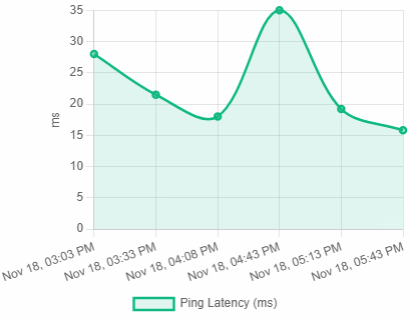 35
30
25
20
15
10
5
0
ms
Nov 18, 03:03 PM
Nov 18, 03:33 PM
Nov 18, 04:08 PM
Nov 18, 04:43 PM
Nov 18, 05:13 PM
Nov 18, 05:43 PM
Ping Latency (ms)